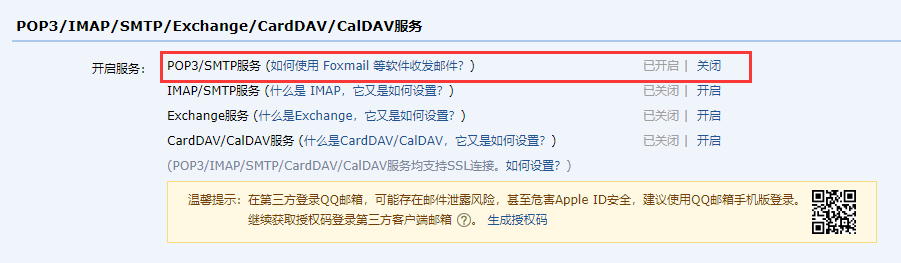 POP3/IMAP/SMTP/Exchange/CardDAV/CalDAV服务
开启服务： POP3/SMTP服务 (如何使用 Foxmail 等软件收发邮件？) 已开启 | 关闭
IMAP/SMTP服务 (什么是 IMAP，它又是如何设置？) 已关闭 | 开启
Exchange服务 (什么是Exchange，它又是如何设置？) 已关闭 | 开启
CardDAV/CalDAV服务 (什么是CardDAV/CalDAV，它又是如何设置？) 已关闭 | 开启
(POP3/IMAP/SMTP/CardDAV/CalDAV服务均支持SSL连接。如何设置？)
温馨提示：在第三方登录QQ邮箱，可能存在邮件泄露风险，甚至危害Apple ID安全，建议使用QQ邮箱手机版登录。
继续获取授权码登录第三方客户端邮箱 ? 。 生成授权码